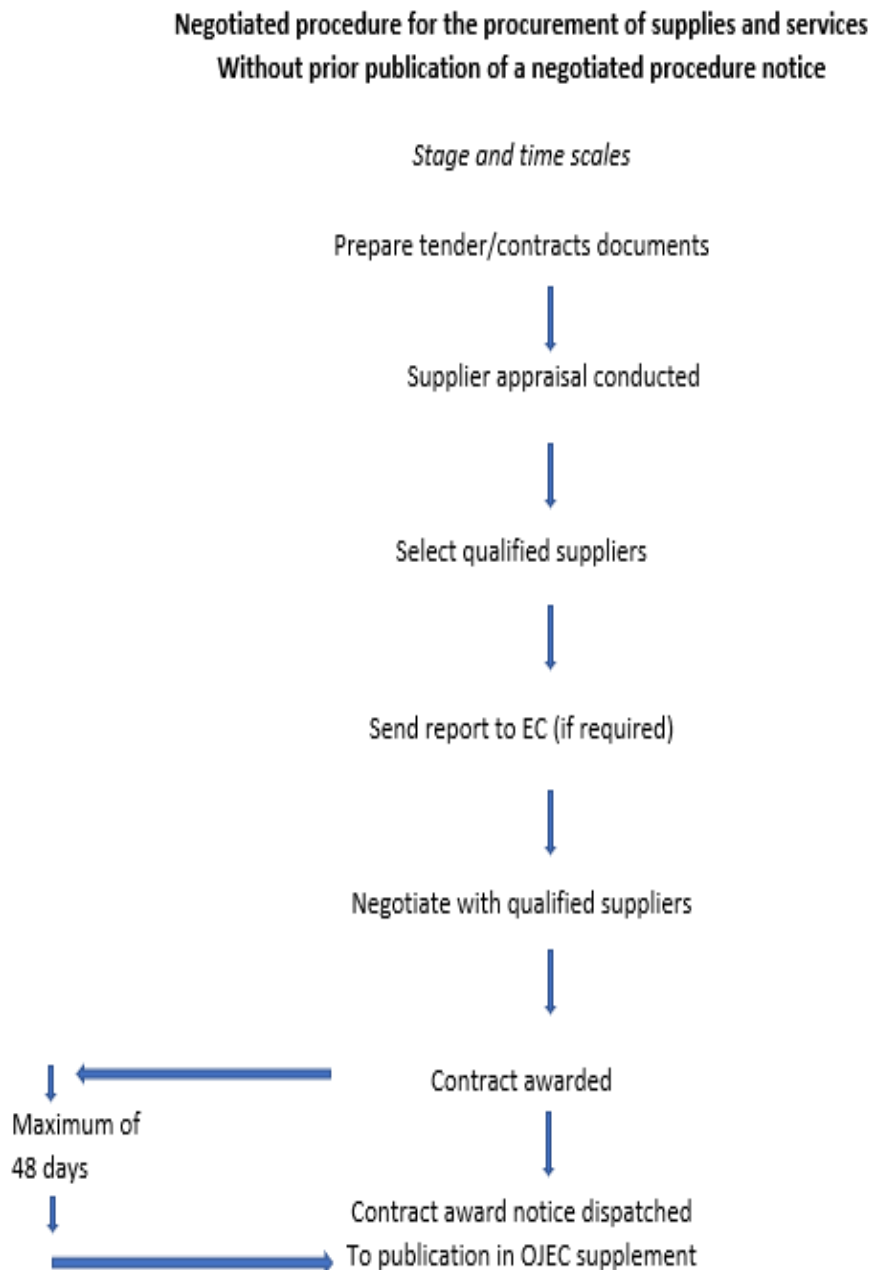 Negotiated procedure for the procurement of supplies and services
Without prior publication of a negotiated procedure notice
Stage and time scales
Prepare tender/contracts documents
Supplier appraisal conducted
Select qualified suppliers
Send report to EC (if required)
Negotiate with qualified suppliers
Contract awarded
Maximum of
48 days
Contract award notice dispatched
To publication in OJEC supplement